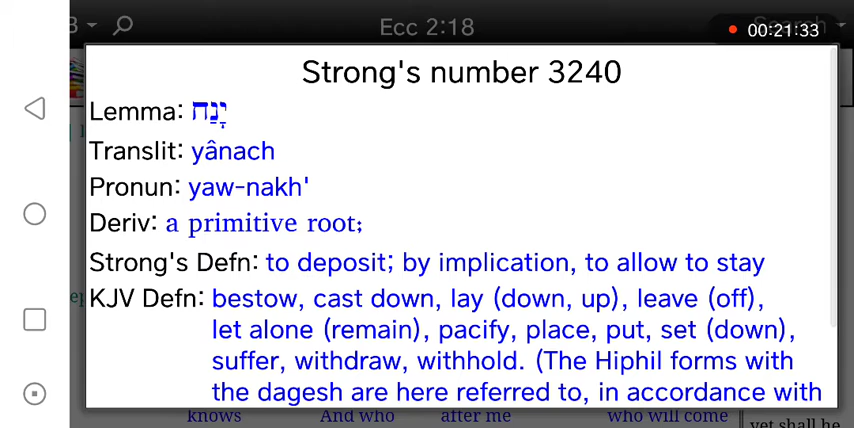 Ecc 2:18
00:21:33
Strong's number 3240
Lemma: יָנַח
Translit: yânach
Pronun: yaw-nakh'
Deriv: a primitive root;
Strong's Defn: to deposit; by implication, to allow to stay
KJV Defn: bestow, cast down, lay (down, up), leave (off),
let alone (remain), pacify, place, put, set (down),
suffer, withdraw, withhold. (The Hiphil forms with
the dagesh are here referred to, in accordance with
knows And who after me who will come
yet shall he